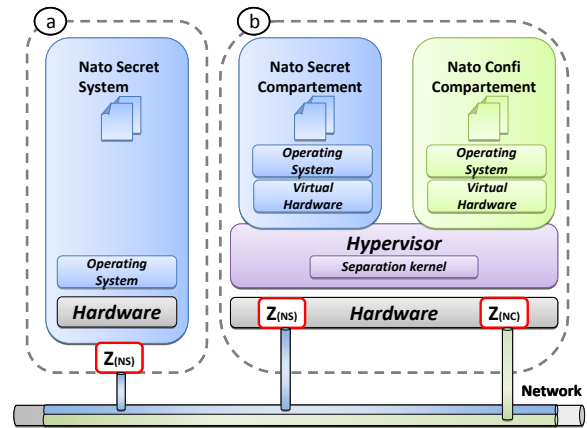 a
Nato Secret
System
Operating
System
Hardware
Z(NS)
b
Nato Secret
Compartement
Operating
System
Virtual
Hardware
Nato Confi
Compartement
Operating
System
Virtual
Hardware
Hypervisor
Separation kernel
Z(NS)
Hardware
Z(NC)
Network